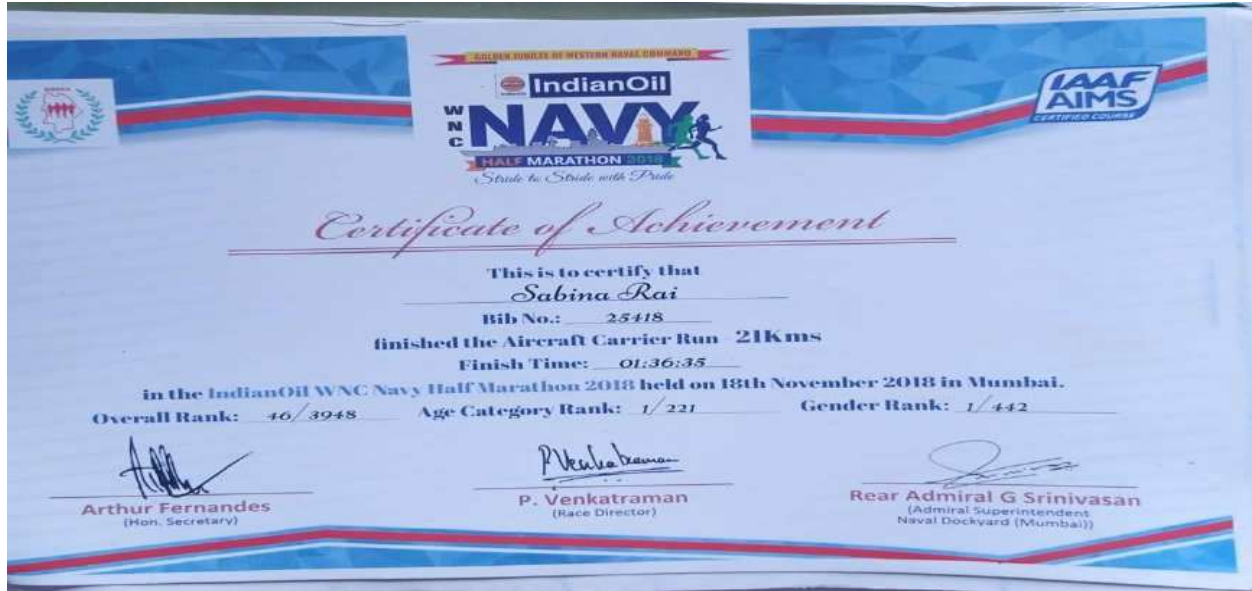 GOLDEN JUBILEE OF WESTERN NAVAL COMMAND
IndianOil
WNC
NAVY
HALF MARATHON 2018
Stride to Stride with Pride
IAAF
AIMS
CERTIFIED COURSE
Certificate of Achievement
This is to certify that
Sabina Rai
Bib No.: 25418
finished the Aircraft Carrier Run 21Kms
Finish Time: 01:36:35
in the IndianOil WNC Navy Half Marathon 2018 held on 18th November 2018 in Mumbai.
Overall Rank: 46/3948 Age Category Rank: 1/221 Gender Rank: 1/442
P. Venkatraman
Arthur Fernandes P. Venkatraman Rear Admiral G Srinivasan
(Hon. Secretary) (Race Director) (Admiral Superintendent
Naval Dockyard (Mumbai))